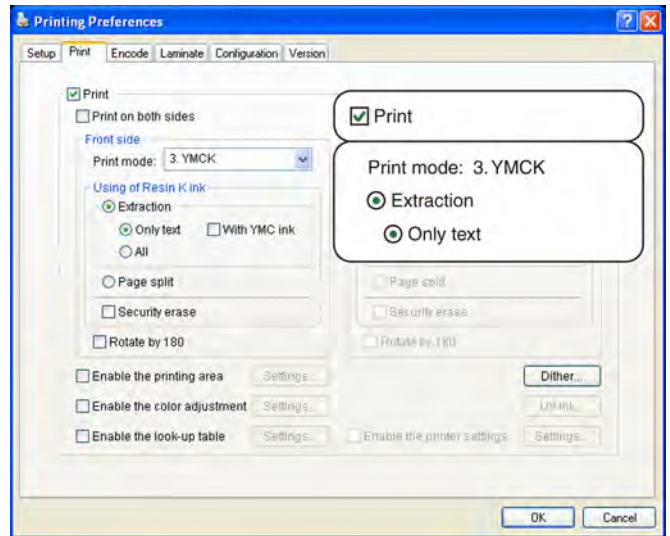 Printing Preferences
Setup Print Encode Laminate Configuration Version
Print
Print on both sides
Front side
Print mode: 3. YMCK
Using of Resin K ink
Extraction
Only text With YMC ink
All
Page split
Security erase
Rotate by 180
Print
Print mode: 3. YMCK
Extraction
Only text
Page split
Security erase
Rotate by 180
Enable the printing area Settings... Dither...
Enable the color adjustment Settings... UV ink...
Enable the look-up table Settings... Enable the printer settings Settings...
OK Cancel